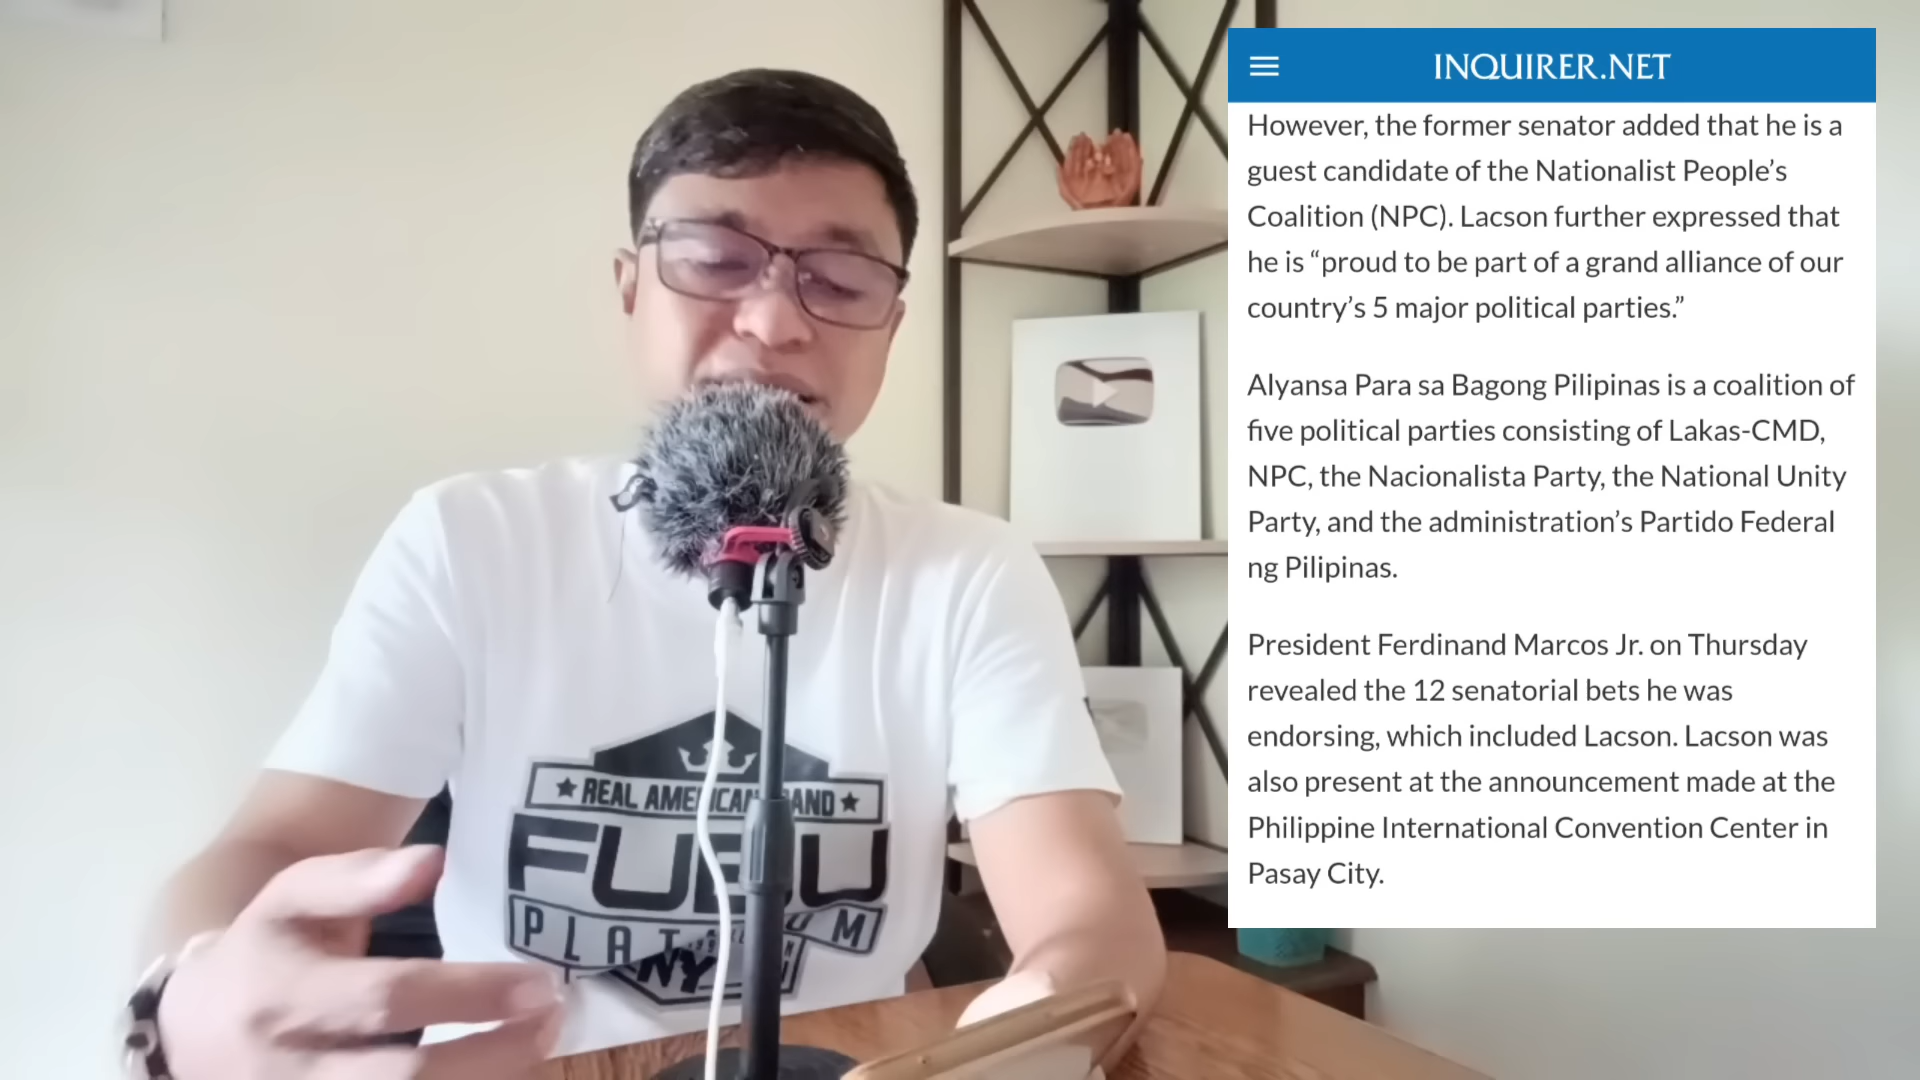 INQUIRER.NET
However, the former senator added that he is a
guest candidate of the Nationalist People’s
Coalition (NPC). Lacson further expressed that
he is “proud to be part of a grand alliance of our
country’s 5 major political parties.”
Alyansa Para sa Bagong Pilipinas is a coalition of
five political parties consisting of Lakas-CMD,
NPC, the Nacionalista Party, the National Unity
Party, and the administration’s Partido Federal
ng Pilipinas.
President Ferdinand Marcos Jr. on Thursday
revealed the 12 senatorial bets he was
endorsing, which included Lacson. Lacson was
also present at the announcement made at the
Philippine International Convention Center in
Pasay City.
REAL AMERICAN BRAND
FUBU
PLATINUM
NY